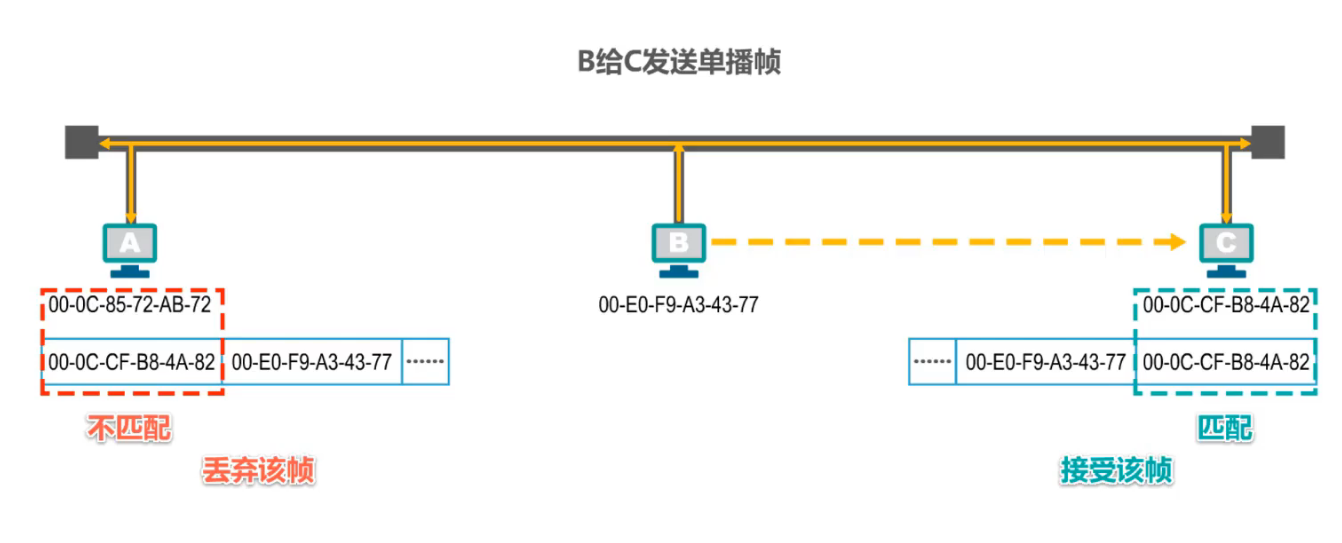 B给C发送单播帧
A
B
C
00-0C-85-72-AB-72
00-E0-F9-A3-43-77
00-0C-CF-B8-4A-82
00-0C-CF-B8-4A-82 00-E0-F9-A3-43-77 ······
······ 00-E0-F9-A3-43-77 00-0C-CF-B8-4A-82
不匹配
匹配
丢弃该帧
接受该帧